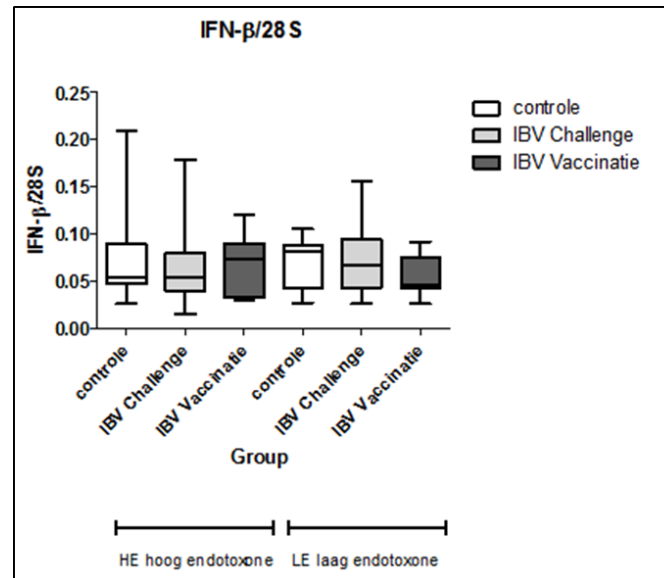 IFN-β/28S
0.25
0.20
0.15
0.10
0.05
0.00
IFN-β/28S
controle
IBV Challenge
IBV Vaccinatie
controle
IBV Challenge
IBV Vaccinatie
controle
IBV Challenge
IBV Vaccinatie
Group
HE hoog endotoxone
LE laag endotoxone